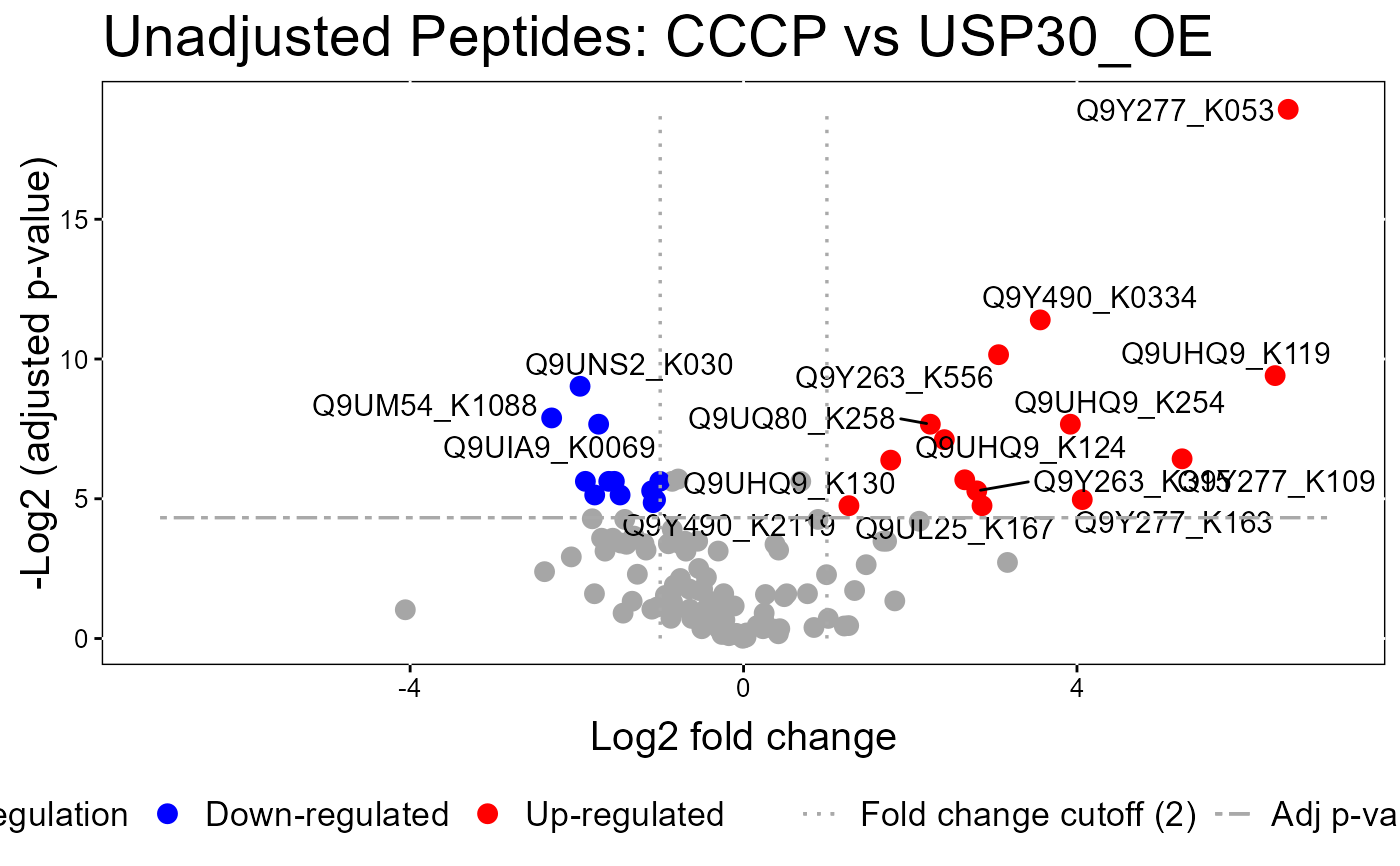 Unadjusted Peptides: CCCP vs USP30_OE
-Log2 (adjusted p-value)
15
10
5
0
Q9Y277_K053
Q9Y490_K0334
Q9UHQ9_K119
Q9UNS2_K030
Q9Y263_K556
Q9UM54_K1088
Q9UHQ9_K254
Q9UQ80_K258
Q9UIA9_K0069
Q9UHQ9_K124
Q9UHQ9_K130
Q9Y263_K395
Q9Y277_K109
Q9Y490_K2119
Q9UL25_K167
Q9Y277_K163
-4
0
4
Log2 fold change
egulation
Down-regulated
Up-regulated
Fold change cutoff (2)
Adj p-va